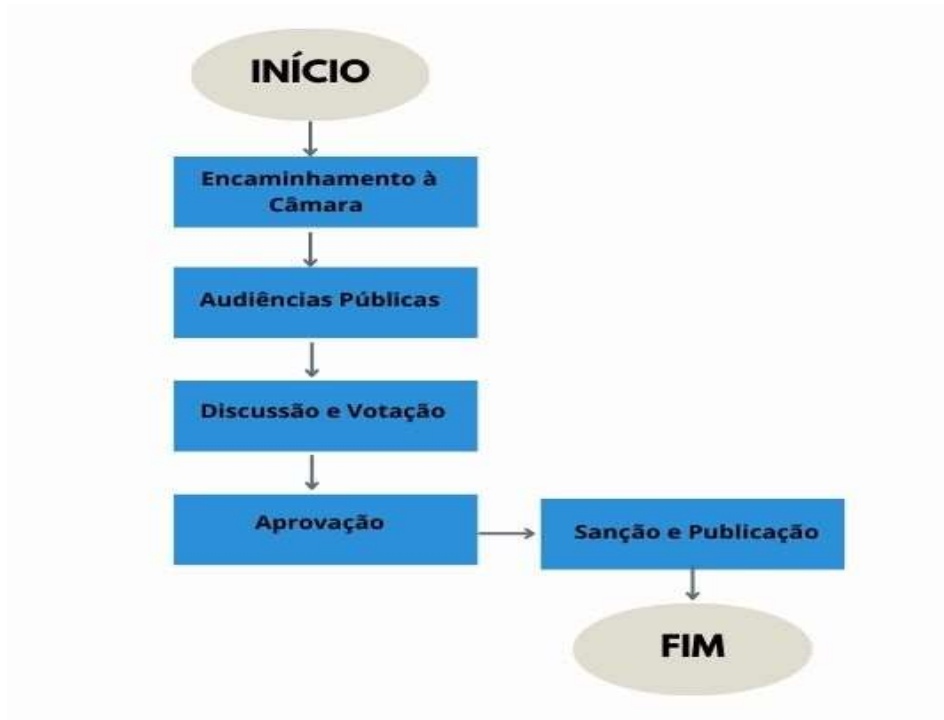 INÍCIO
Encaminhamento à
Câmara
Audiências Públicas
Discussão e Votação
Aprovação
Sanção e Publicação
FIM